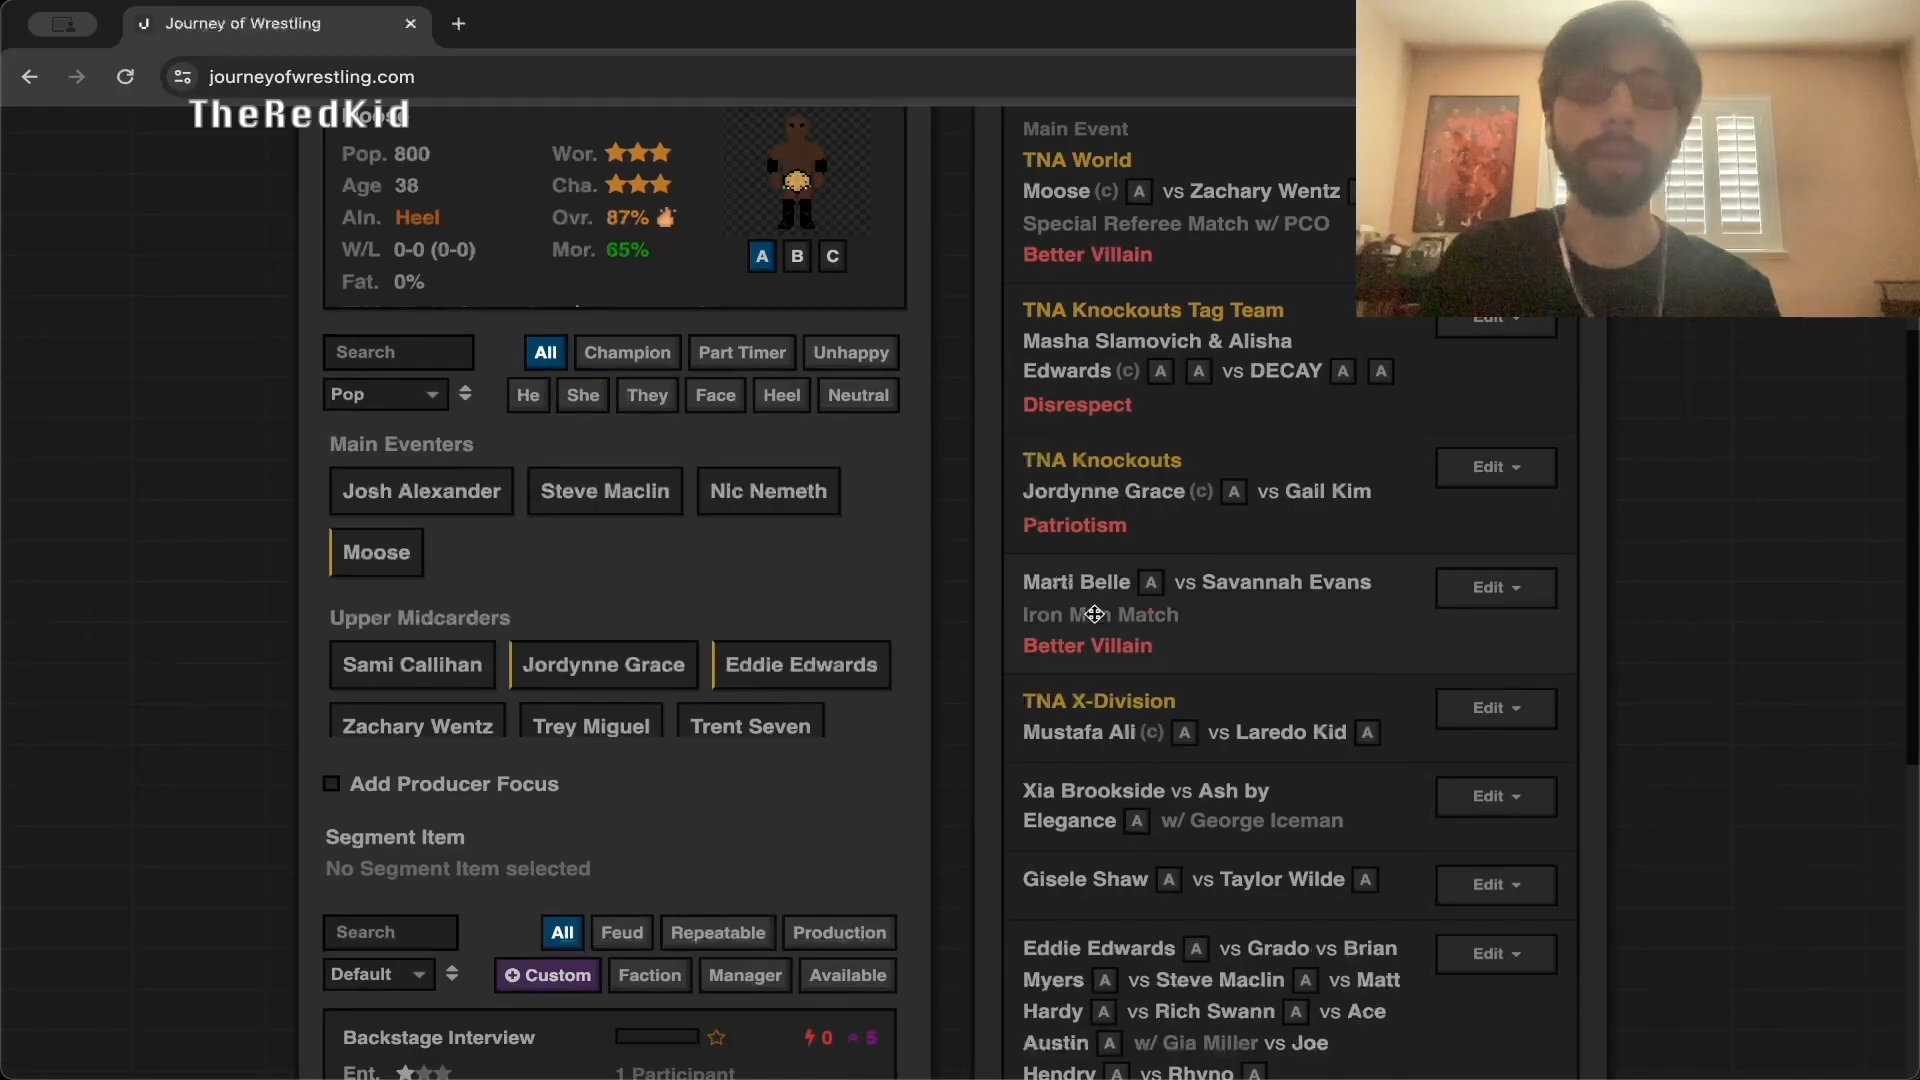 Journey of Wrestling
journeyofwrestling.com
TheRedKid
Pop. 800
Age 38
Aln. Heel
W/L 0-0 (0-0)
Fat. 0%
Wor.
Cha.
Ovr. 87%
Mor. 65%
A B C
Search
All Champion Part Timer Unhappy
Pop
He She They Face Heel Neutral
Main Eventers
Josh Alexander Steve Maclin Nic Nemeth
Moose
Upper Midcarders
Sami Callihan Jordynne Grace Eddie Edwards
Zachary Wentz Trey Miguel Trent Seven
Add Producer Focus
Segment Item
No Segment Item selected
Search
All Feud Repeatable Production
Default
Custom Faction Manager Available
Backstage Interview 0 5
Ent. 1 Participant
Main Event
TNA World
Moose (c) A vs Zachary Wentz
Special Referee Match w/ PCO
Better Villain
TNA Knockouts Tag Team
Masha Slamovich & Alisha
Edwards (c) A A vs DECAY A A
Disrespect
Edit
TNA Knockouts
Jordynne Grace (c) A vs Gail Kim
Patriotism
Edit
Marti Belle A vs Savannah Evans
Iron Man Match
Better Villain
Edit
TNA X-Division
Mustafa Ali (c) A vs Laredo Kid A
Edit
Xia Brookside vs Ash by
Elegance A w/ George Iceman
Edit
Gisele Shaw A vs Taylor Wilde A
Edit
Eddie Edwards A vs Grado vs Brian
Myers A vs Steve Maclin A vs Matt
Hardy A vs Rich Swann A vs Ace
Austin A w/ Gia Miller vs Joe
Hendry A vs Rhyno A
Edit